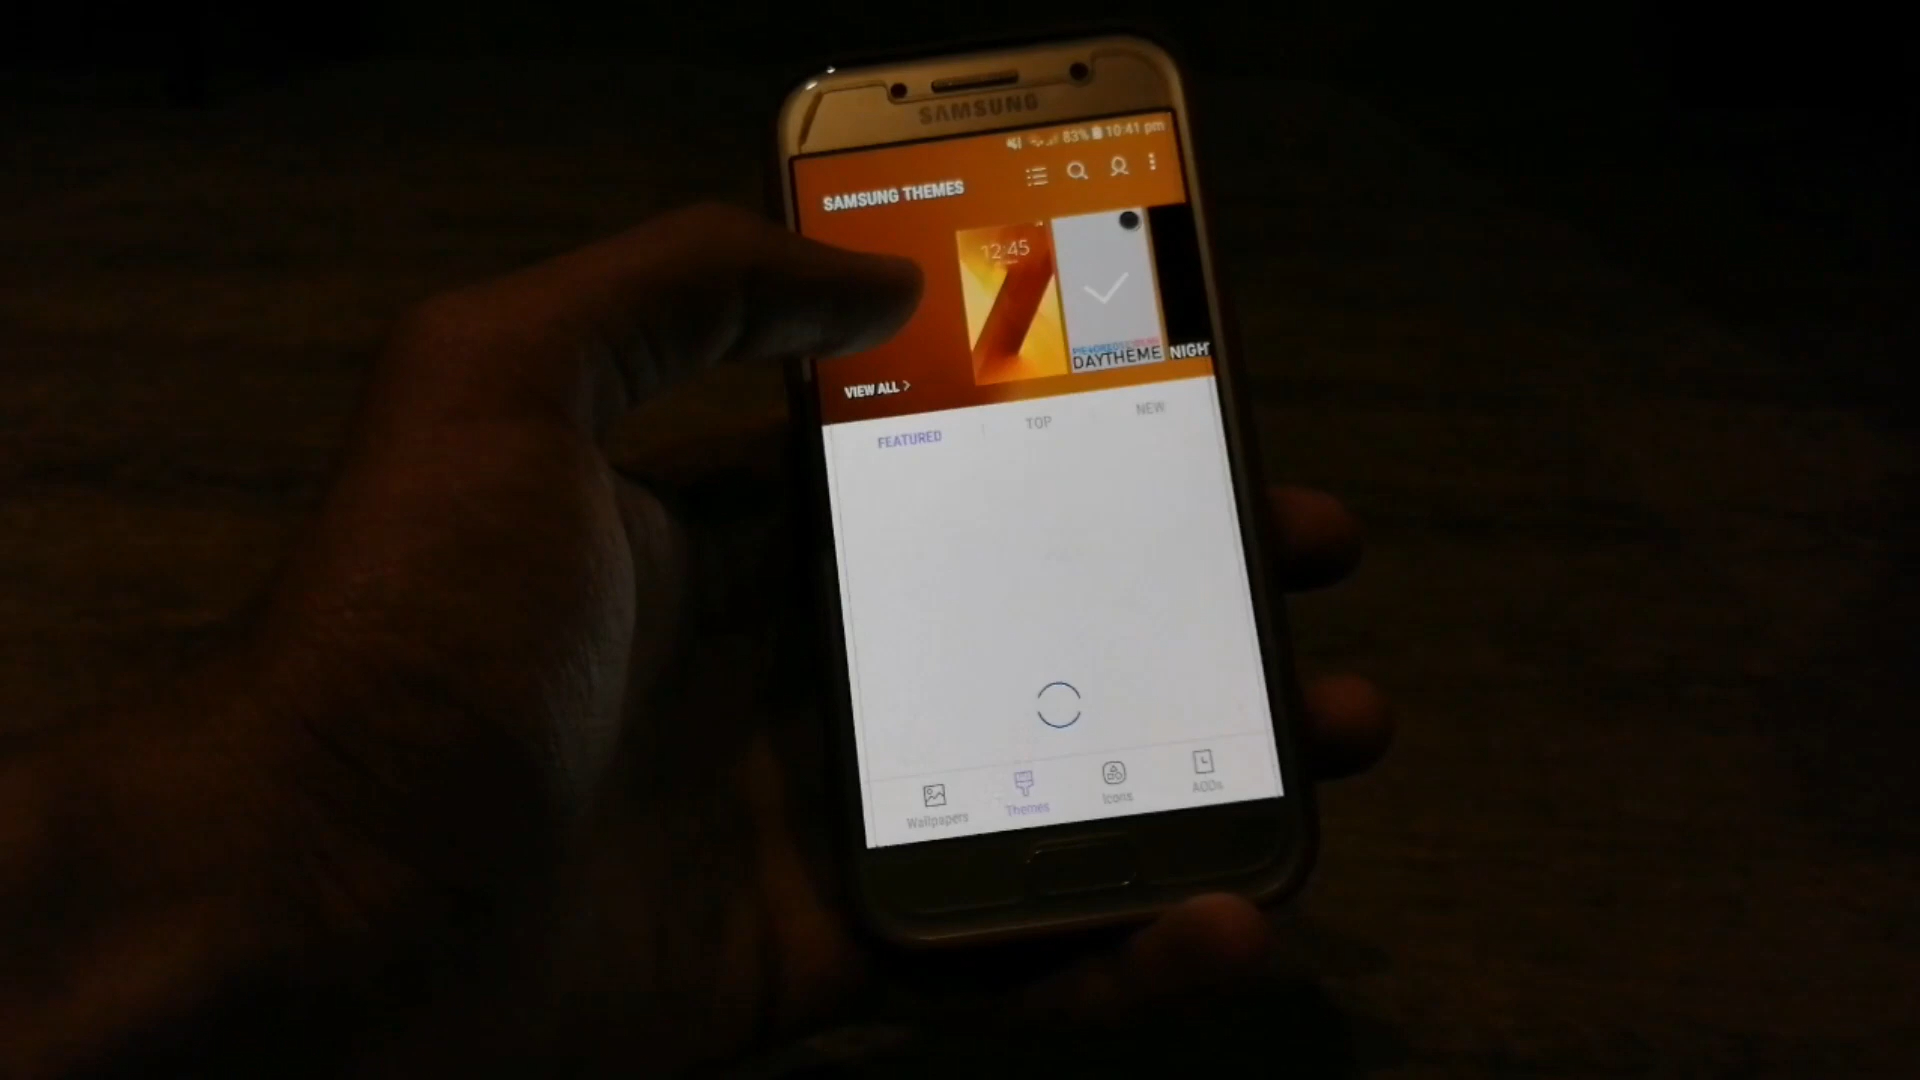 SAMSUNG
83% 10:41 pm
SAMSUNG THEMES
12:45
DAYTHEME
NIGHT
VIEW ALL >
FEATURED
TOP
NEW
Wallpapers
Themes
Icons
AODs